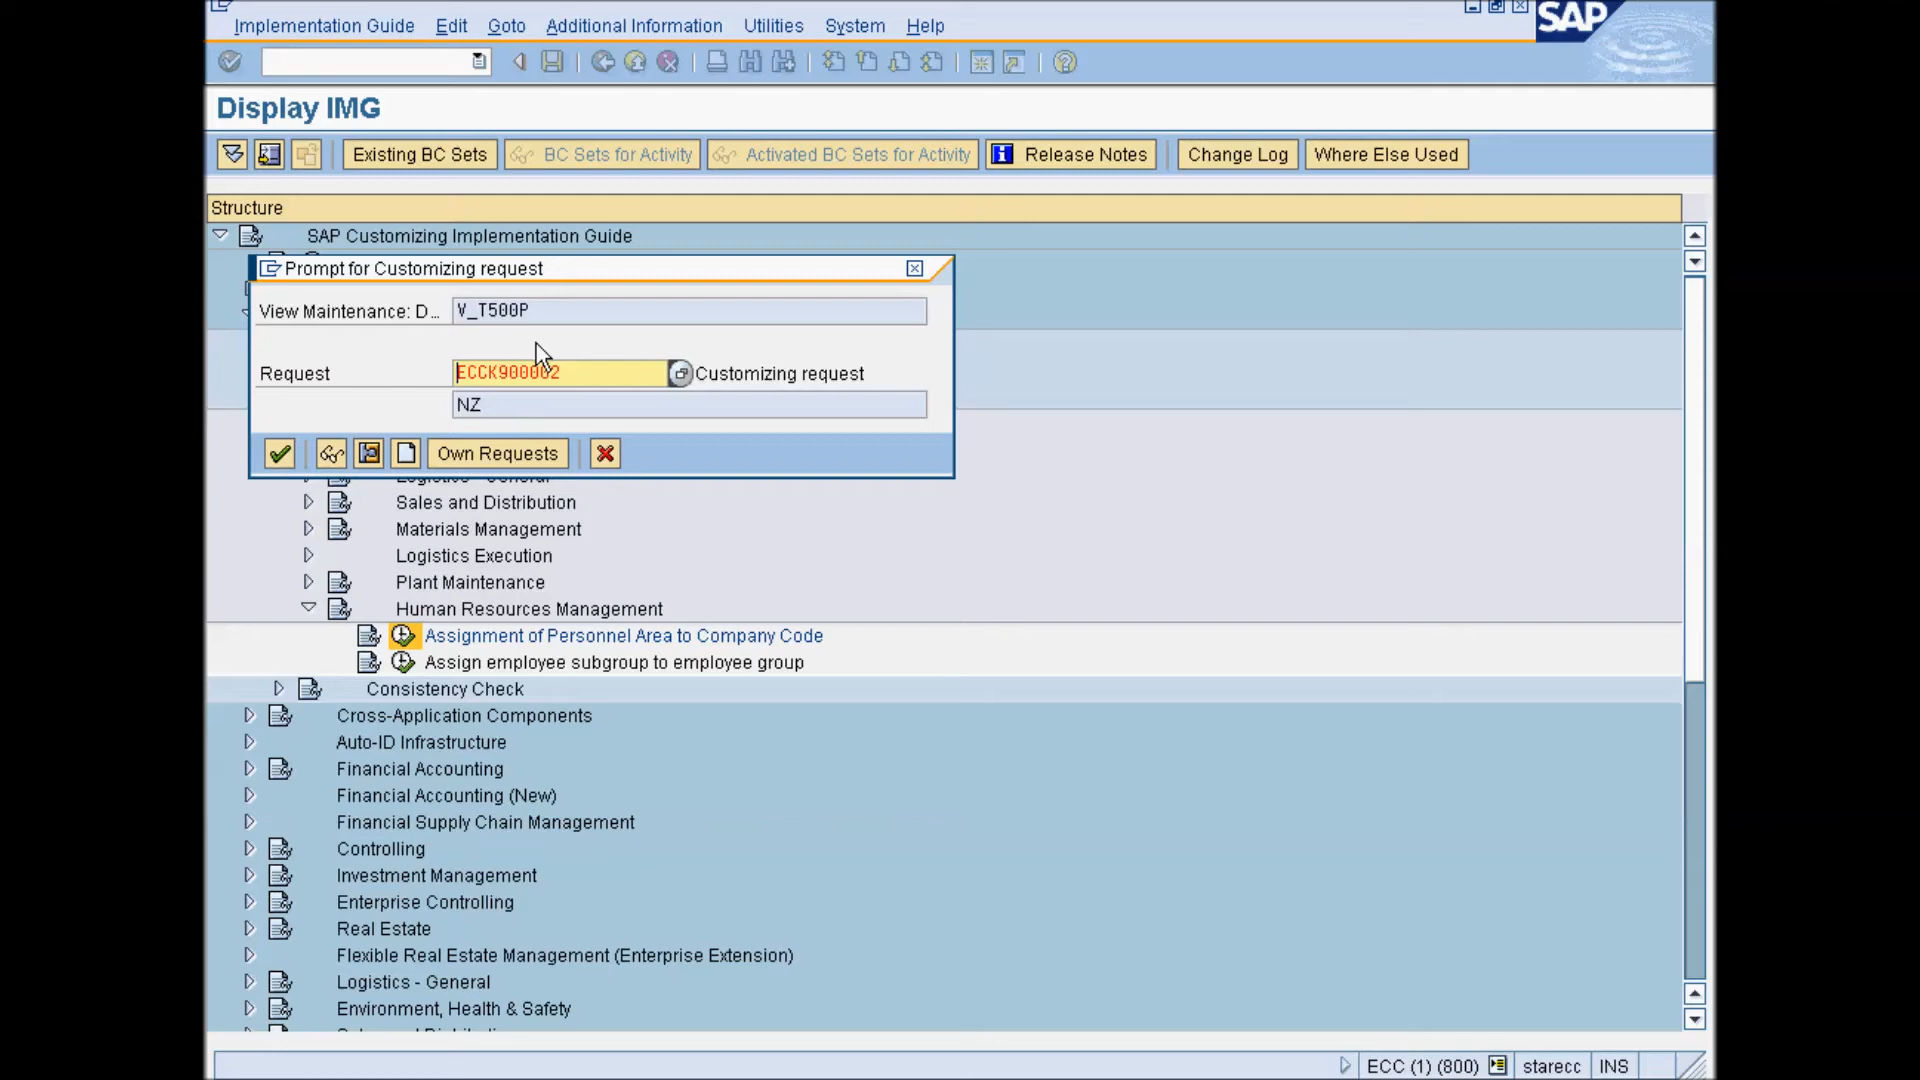 Implementation Guide Edit Goto Additional Information Utilities System Help
SAP
Display IMG
Existing BC Sets BC Sets for Activity Activated BC Sets for Activity Release Notes Change Log Where Else Used
Structure
SAP Customizing Implementation Guide
Prompt for Customizing request
View Maintenance: D... V_T500P
Request ECCK900002 Customizing request
NZ
Own Requests
Logistics - General
Sales and Distribution
Materials Management
Logistics Execution
Plant Maintenance
Human Resources Management
Assignment of Personnel Area to Company Code
Assign employee subgroup to employee group
Consistency Check
Cross-Application Components
Auto-ID Infrastructure
Financial Accounting
Financial Accounting (New)
Financial Supply Chain Management
Controlling
Investment Management
Enterprise Controlling
Real Estate
Flexible Real Estate Management (Enterprise Extension)
Logistics - General
Environment, Health & Safety
ECC (1) (800) starecc INS